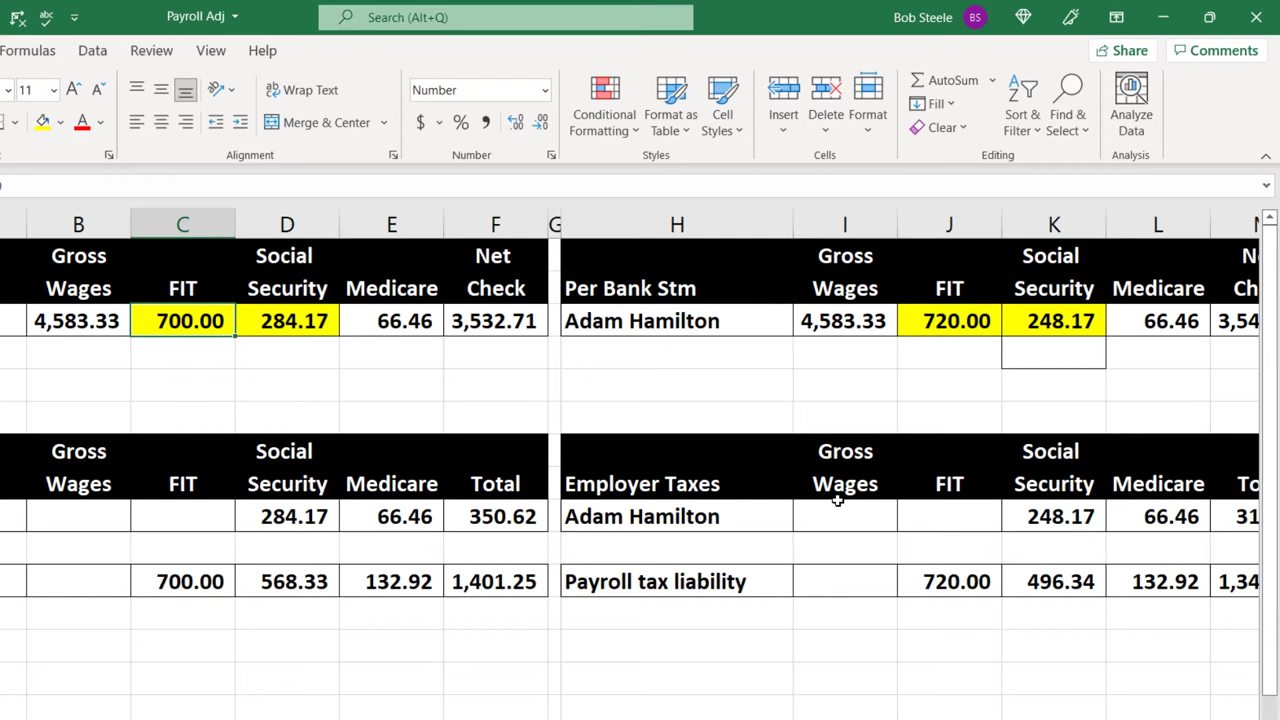 Payroll Adj
Search (Alt+Q)
Bob Steele
BS
Formulas Data Review View Help
Share
Comments
11
Wrap Text
Merge & Center
Number
Conditional Formatting
Format as Table
Cell Styles
Insert
Delete
Format
AutoSum
Fill
Clear
Sort & Filter
Find & Select
Analyze Data
Alignment
Number
Styles
Cells
Editing
Analysis
B C D E F G H I J K L
Gross Social Net Gross Social
Wages FIT Security Medicare Check Per Bank Stm Wages FIT Security Medicare
4,583.33 700.00 284.17 66.46 3,532.71 Adam Hamilton 4,583.33 720.00 248.17 66.46
Gross Social Gross Social
Wages FIT Security Medicare Total Employer Taxes Wages FIT Security Medicare
284.17 66.46 350.62 Adam Hamilton 248.17 66.46
700.00 568.33 132.92 1,401.25 Payroll tax liability 720.00 496.34 132.92